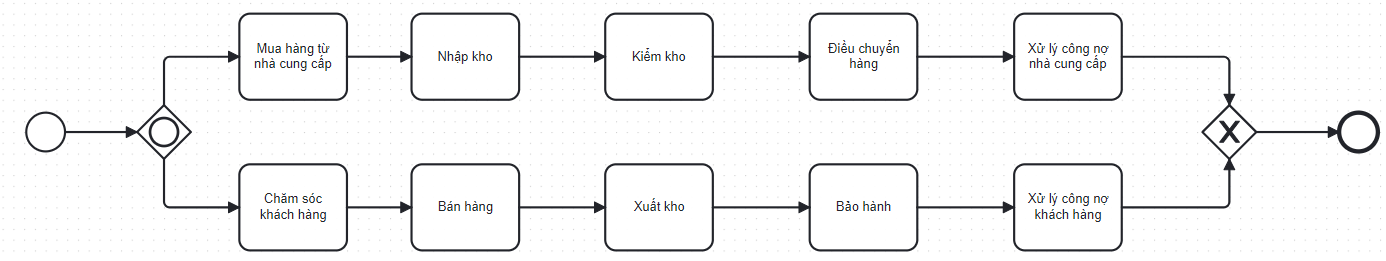 Mua hàng từ
nhà cung cấp
Nhập kho
Kiểm kho
Điều chuyển
hàng
Xử lý công nợ
nhà cung cấp
Chăm sóc
khách hàng
Bán hàng
Xuất kho
Bảo hành
Xử lý công nợ
khách hàng